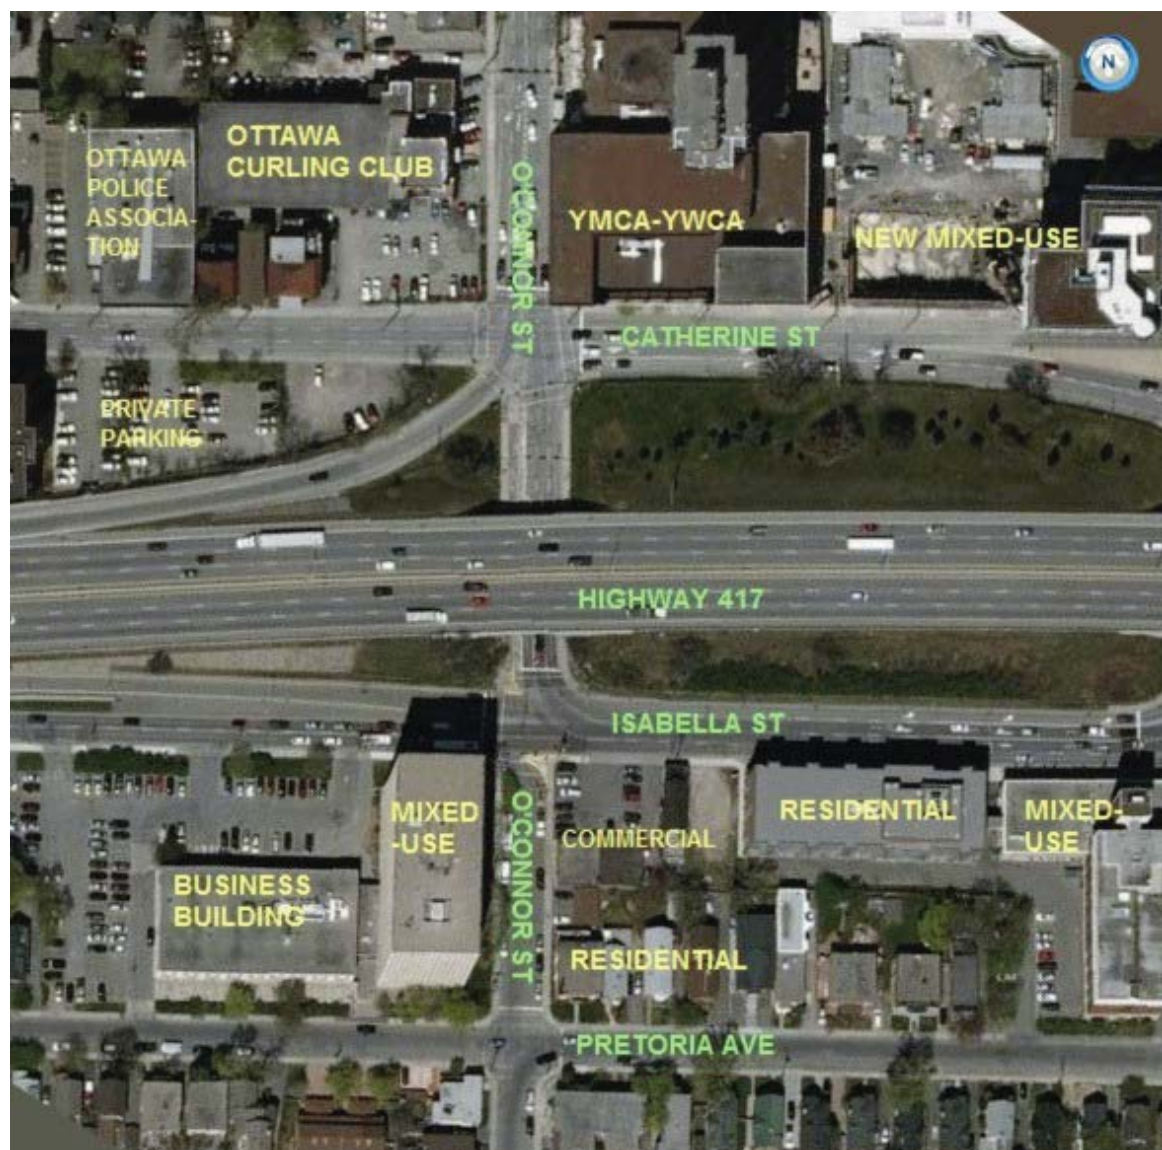 N
OTTAWA
CURLING CLUB
OTTAWA
POLICE
ASSOCIA-
TION
O'CONNOR ST
YMCA-YWCA
NEW MIXED-USE
CATHERINE ST
PRIVATE
PARKING
HIGHWAY 417
ISABELLA ST
MIXED
-USE
O'CONNOR ST
COMMERCIAL
RESIDENTIAL
MIXED-
USE
BUSINESS
BUILDING
RESIDENTIAL
PRETORIA AVE